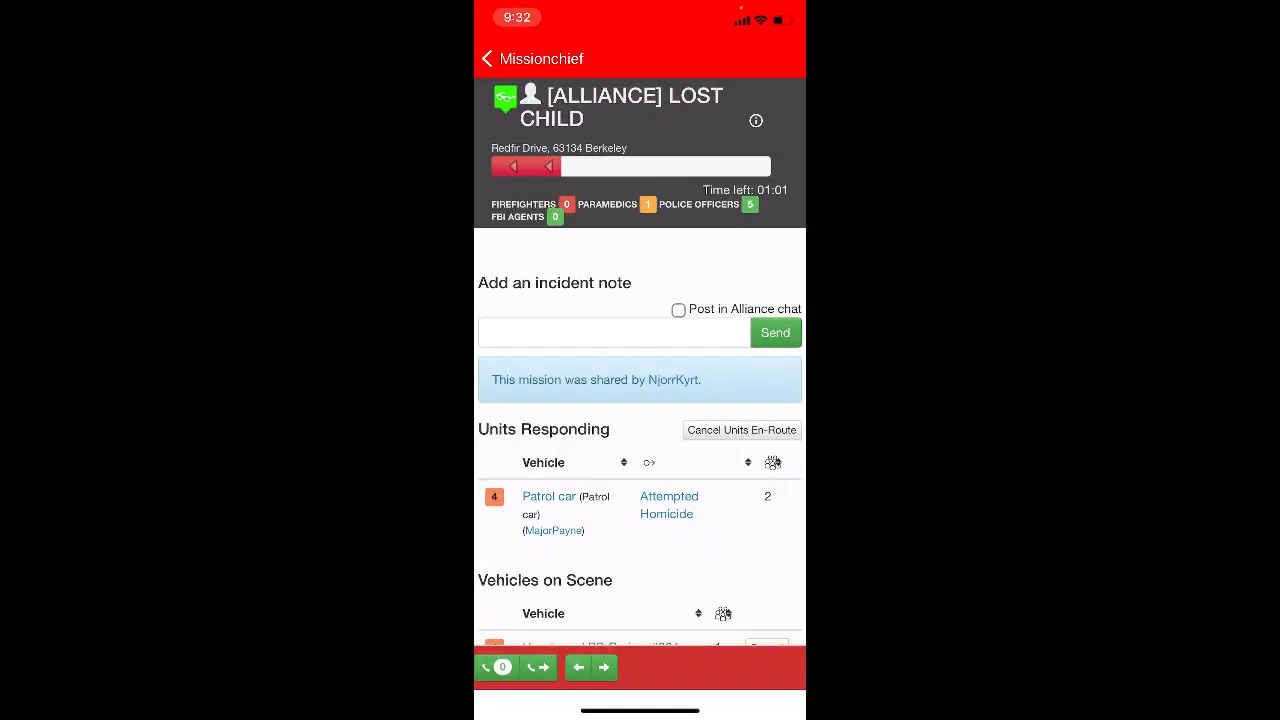 9:32
Missionchief
[ALLIANCE] LOST
CHILD
Redfir Drive, 63134 Berkeley
Time left: 01:01
FIREFIGHTERS 0 PARAMEDICS 1 POLICE OFFICERS 5
FBI AGENTS 0
Add an incident note
Post in Alliance chat
Send
This mission was shared by NjorrKyrt.
Units Responding
Cancel Units En-Route
Vehicle
4 Patrol car (Patrol Attempted 2
car) Homicide
(MajorPayne)
Vehicles on Scene
Vehicle
0